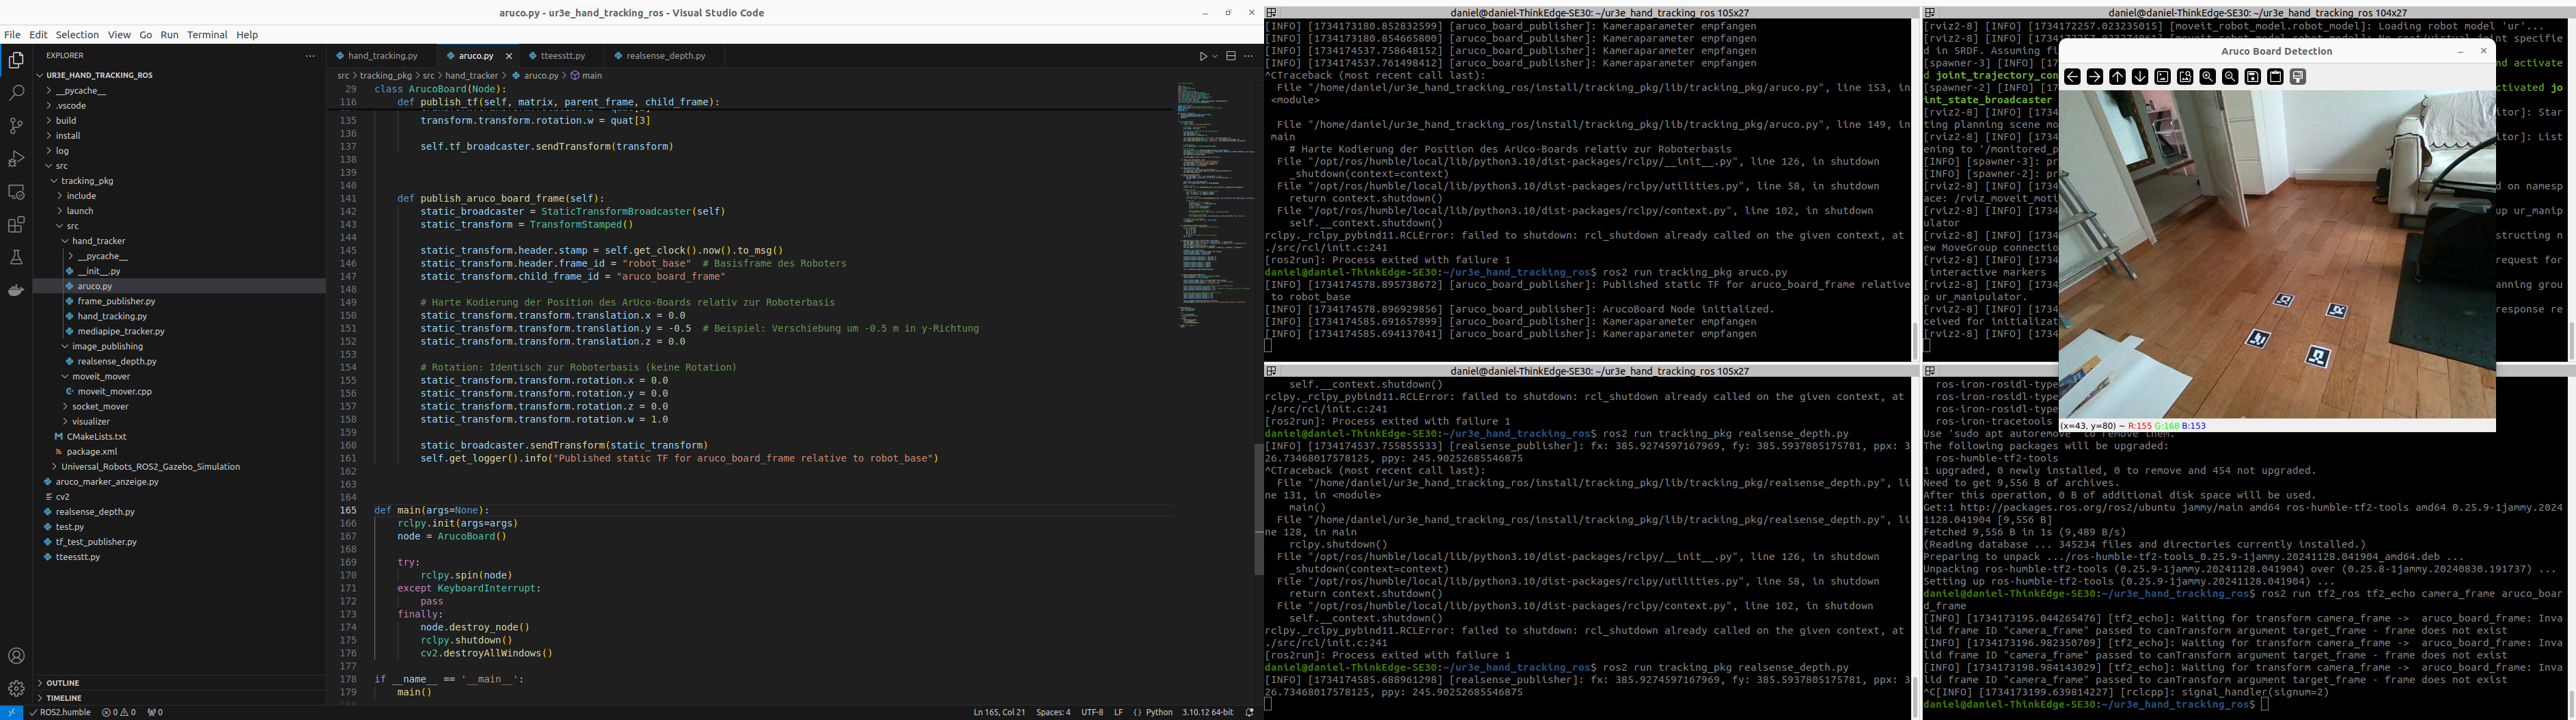 aruco.py - ur3e_hand_tracking_ros - Visual Studio Code
File Edit Selection View Go Run Terminal Help
EXPLORER
UR3E_HAND_TRACKING_ROS
__pycache__
.vscode
build
install
log
src
tracking_pkg
include
launch
src
hand_tracker
__pycache__
__init__.py
aruco.py
frame_publisher.py
hand_tracking.py
mediapipe_tracker.py
image_publishing
realsense_depth.py
moveit_mover
moveit_mover.cpp
socket_mover
visualizer
CMakeLists.txt
package.xml
Universal_Robots_ROS2_Gazebo_Simulation
aruco_marker_anzeige.py
cv2
realsense_depth.py
test.py
tf_test_publisher.py
tteesstt.py
OUTLINE
TIMELINE
hand_tracking.py aruco.py tteesstt.py realsense_depth.py
src > tracking_pkg > src > hand_tracker > aruco.py > main
29 class ArucoBoard(Node):
116 def publish_tf(self, matrix, parent_frame, child_frame):
135 transform.transform.rotation.w = quat[3]
136
137 self.tf_broadcaster.sendTransform(transform)
138
139
140
141 def publish_aruco_board_frame(self):
142 static_broadcaster = StaticTransformBroadcaster(self)
143 static_transform = TransformStamped()
144
145 static_transform.header.stamp = self.get_clock().now().to_msg()
146 static_transform.header.frame_id = "robot_base"  # Basisframe des Roboters
147 static_transform.child_frame_id = "aruco_board_frame"
148
149 # Harte Kodierung der Position des ArUco-Boards relativ zur Roboterbasis
150 static_transform.transform.translation.x = 0.0
151 static_transform.transform.translation.y = -0.5  # Beispiel: Verschiebung um -0.5 m in y-Richtung
152 static_transform.transform.translation.z = 0.0
153
154 # Rotation: Identisch zur Roboterbasis (keine Rotation)
155 static_transform.transform.rotation.x = 0.0
156 static_transform.transform.rotation.y = 0.0
157 static_transform.transform.rotation.z = 0.0
158 static_transform.transform.rotation.w = 1.0
159
160 static_broadcaster.sendTransform(static_transform)
161 self.get_logger().info("Published static TF for aruco_board_frame relative to robot_base")
162
163
164
165 def main(args=None):
166 rclpy.init(args=args)
167 node = ArucoBoard()
168
169 try:
170 rclpy.spin(node)
171 except KeyboardInterrupt:
172 pass
173 finally:
174 node.destroy_node()
175 rclpy.shutdown()
176 cv2.destroyAllWindows()
177
178 if __name__ == '__main__':
179 main()
ROS2.humble 0 0 0 Ln 165, Col 21 Spaces: 4 UTF-8 LF Python 3.10.12 64-bit
daniel@daniel-ThinkEdge-SE30: ~/ur3e_hand_tracking_ros 105x27
[INFO] [1734173180.852832599] [aruco_board_publisher]: Kameraparameter empfangen
[INFO] [1734173180.854665800] [aruco_board_publisher]: Kameraparameter empfangen
[INFO] [1734174537.758648152] [aruco_board_publisher]: Kameraparameter empfangen
[INFO] [1734174537.761498412] [aruco_board_publisher]: Kameraparameter empfangen
^CTraceback (most recent call last):
File "/home/daniel/ur3e_hand_tracking_ros/install/tracking_pkg/lib/tracking_pkg/aruco.py", line 153, in
<module>

File "/home/daniel/ur3e_hand_tracking_ros/install/tracking_pkg/lib/tracking_pkg/aruco.py", line 149, in
main
# Harte Kodierung der Position des ArUco-Boards relativ zur Roboterbasis
File "/opt/ros/humble/local/lib/python3.10/dist-packages/rclpy/__init__.py", line 126, in shutdown
_shutdown(context=context)
File "/opt/ros/humble/local/lib/python3.10/dist-packages/rclpy/utilities.py", line 58, in shutdown
return context.shutdown()
File "/opt/ros/humble/local/lib/python3.10/dist-packages/rclpy/context.py", line 102, in shutdown
self.__context.shutdown()
rclpy._rclpy_pybind11.RCLError: failed to shutdown: rcl_shutdown already called on the given context, at
./src/rcl/init.c:241
[ros2run]: Process exited with failure 1
daniel@daniel-ThinkEdge-SE30:~/ur3e_hand_tracking_ros$ ros2 run tracking_pkg aruco.py
[INFO] [1734174578.895738672] [aruco_board_publisher]: Published static TF for aruco_board_frame relative
to robot_base
[INFO] [1734174578.896929856] [aruco_board_publisher]: ArucoBoard Node initialized.
[INFO] [1734174585.691657899] [aruco_board_publisher]: Kameraparameter empfangen
[INFO] [1734174585.694137041] [aruco_board_publisher]: Kameraparameter empfangen
daniel@daniel-ThinkEdge-SE30: ~/ur3e_hand_tracking_ros 105x27
self.__context.shutdown()
rclpy._rclpy_pybind11.RCLError: failed to shutdown: rcl_shutdown already called on the given context, at
./src/rcl/init.c:241
[ros2run]: Process exited with failure 1
daniel@daniel-ThinkEdge-SE30:~/ur3e_hand_tracking_ros$ ros2 run tracking_pkg realsense_depth.py
[INFO] [1734174537.755855533] [realsense_publisher]: fx: 385.9274597167969, fy: 385.5937805175781, ppx: 3
26.73468017578125, ppy: 245.90252685546875
^CTraceback (most recent call last):
File "/home/daniel/ur3e_hand_tracking_ros/install/tracking_pkg/lib/tracking_pkg/realsense_depth.py", li
ne 131, in <module>
main()
File "/home/daniel/ur3e_hand_tracking_ros/install/tracking_pkg/lib/tracking_pkg/realsense_depth.py", li
ne 128, in main
rclpy.shutdown()
File "/opt/ros/humble/local/lib/python3.10/dist-packages/rclpy/__init__.py", line 126, in shutdown
_shutdown(context=context)
File "/opt/ros/humble/local/lib/python3.10/dist-packages/rclpy/utilities.py", line 58, in shutdown
return context.shutdown()
File "/opt/ros/humble/local/lib/python3.10/dist-packages/rclpy/context.py", line 102, in shutdown
self.__context.shutdown()
rclpy._rclpy_pybind11.RCLError: failed to shutdown: rcl_shutdown already called on the given context, at
./src/rcl/init.c:241
[ros2run]: Process exited with failure 1
daniel@daniel-ThinkEdge-SE30:~/ur3e_hand_tracking_ros$ ros2 run tracking_pkg realsense_depth.py
[INFO] [1734174585.688961298] [realsense_publisher]: fx: 385.9274597167969, fy: 385.5937805175781, ppx: 3
26.73468017578125, ppy: 245.90252685546875
daniel@daniel-ThinkEdge-SE30: ~/ur3e_hand_tracking_ros 104x27
[rviz2-8] [INFO] [1734172257.023235015] [moveit_robot_model.robot_model]: Loading robot model 'ur'...
d in SRDF. Assuming fi
[spawner-3] [INFO] [17 nd activate
d joint_trajectory_con
[spawner-2] [INFO] [17 ctivated jo
int_state_broadcaster
[rviz2-8] [INFO] [1734 itor]: Star
ting planning scene mo
[rviz2-8] [INFO] [1734 itor]: List
ening to '/monitored_p
[INFO] [spawner-3]: pr
[INFO] [spawner-2]: pr
[rviz2-8] [INFO] [1734 d on namesp
ace: /rviz_moveit_moti
[rviz2-8] [INFO] [1734 up ur_manip
ulator
[rviz2-8] [INFO] [1734 structing n
ew MoveGroup connectio
[rviz2-8] [INFO] [1734 request for
interactive markers
[rviz2-8] [INFO] [1734 anning grou
p ur_manipulator.
[rviz2-8] [INFO] [1734 response re
ceived for initializat
[rviz2-8] [INFO] [1734
Aruco Board Detection
(x=43, y=80) ~ R:155 G:168 B:153
ros-iron-rosidl-type
ros-iron-rosidl-type
ros-iron-rosidl-type
ros-iron-tracetools
Use 'sudo apt autoremove' to remove them.
The following packages will be upgraded:
ros-humble-tf2-tools
1 upgraded, 0 newly installed, 0 to remove and 454 not upgraded.
Need to get 9,556 B of archives.
After this operation, 0 B of additional disk space will be used.
Get:1 http://packages.ros.org/ros2/ubuntu jammy/main amd64 ros-humble-tf2-tools amd64 0.25.9-1jammy.2024
1128.041904 [9,556 B]
Fetched 9,556 B in 1s (9,489 B/s)
(Reading database ... 345234 files and directories currently installed.)
Preparing to unpack .../ros-humble-tf2-tools_0.25.9-1jammy.20241128.041904_amd64.deb ...
Unpacking ros-humble-tf2-tools (0.25.9-1jammy.20241128.041904) over (0.25.8-1jammy.20240830.191737) ...
Setting up ros-humble-tf2-tools (0.25.9-1jammy.20241128.041904) ...
daniel@daniel-ThinkEdge-SE30:~/ur3e_hand_tracking_ros$ ros2 run tf2_ros tf2_echo camera_frame aruco_boar
d_frame
[INFO] [1734173195.044265476] [tf2_echo]: Waiting for transform camera_frame ->  aruco_board_frame: Inva
lid frame ID "camera_frame" passed to canTransform argument target_frame - frame does not exist
[INFO] [1734173196.982350709] [tf2_echo]: Waiting for transform camera_frame ->  aruco_board_frame: Inva
lid frame ID "camera_frame" passed to canTransform argument target_frame - frame does not exist
[INFO] [1734173198.984143029] [tf2_echo]: Waiting for transform camera_frame ->  aruco_board_frame: Inva
lid frame ID "camera_frame" passed to canTransform argument target_frame - frame does not exist
^C[INFO] [1734173199.639814227] [rclcpp]: signal_handler(signum=2)
daniel@daniel-ThinkEdge-SE30:~/ur3e_hand_tracking_ros$